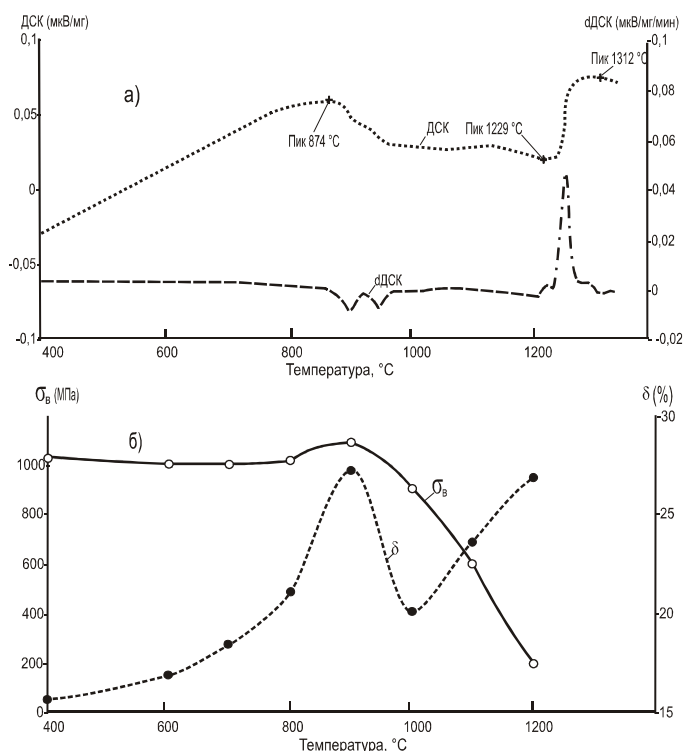 ДСК (мкВ/мг)
dДСК (мкВ/мг/мин)
0,1
0,1
Пик 1312 °С
а)
0,08
0,05
ДСК
Пик 1229 °С
Пик 874 °С
0,06
0
0,04
0,02
-0,05
dДСК
0
-0,1
-0,02
400
600
800
1000
1200
Температура, °С
σв (МПа)
δ (%)
30
б)
1000
σв
800
25
600
δ
400
20
200
0
15
400
600
800
1000
1200
Температура, °С